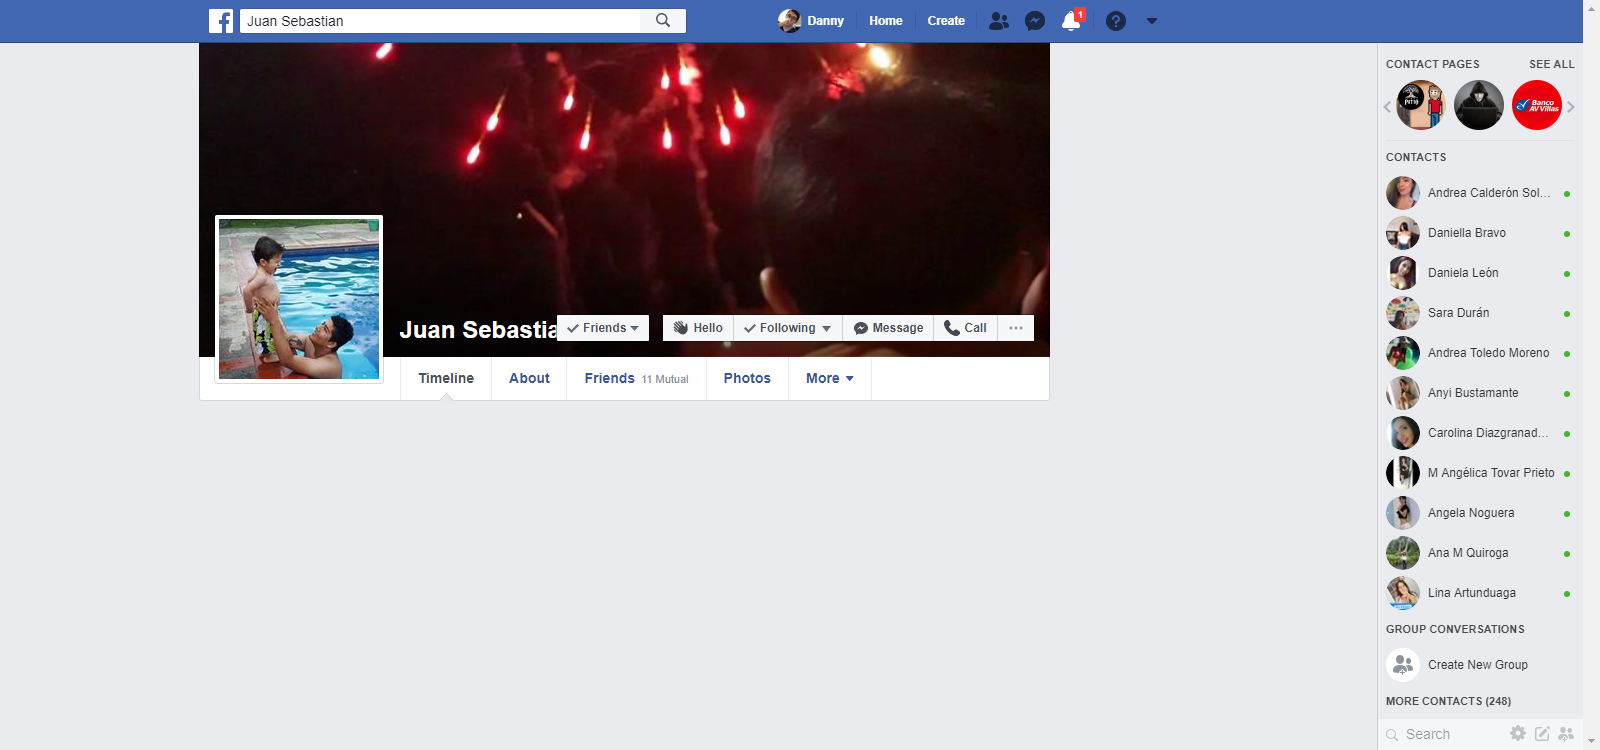 Juan Sebastian
Danny
Home
Create
1
Juan Sebastia
Friends
Hello
Following
Message
Call
Timeline
About
Friends 11 Mutual
Photos
More
CONTACT PAGES
SEE ALL
Banco
AV Villas
CONTACTS
Andrea Calderón Sol...
Daniella Bravo
Daniela León
Sara Durán
Andrea Toledo Moreno
Anyi Bustamante
Carolina Diazgranad...
M Angélica Tovar Prieto
Angela Noguera
Ana M Quiroga
Lina Artunduaga
GROUP CONVERSATIONS
Create New Group
MORE CONTACTS (248)
Search